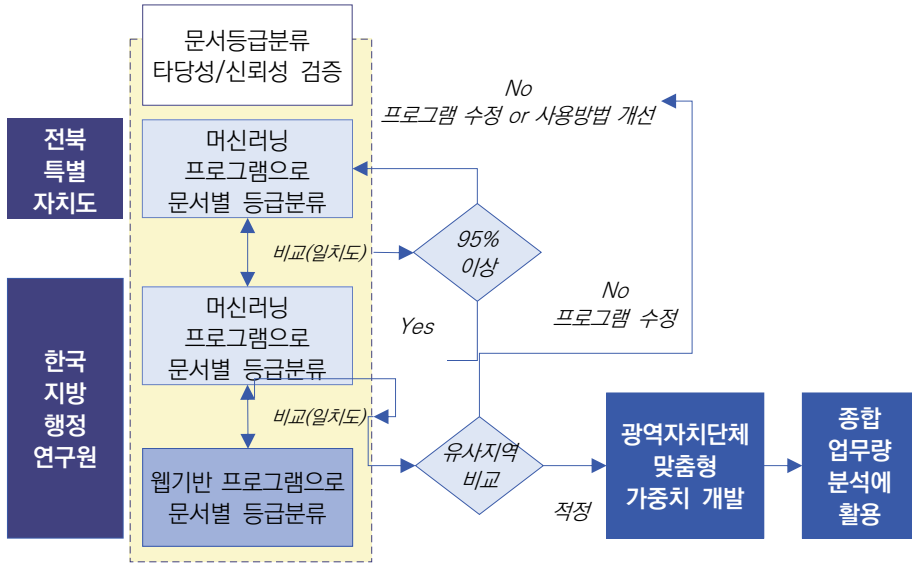 문서등급분류
타당성/신뢰성 검증
No
프로그램 수정 or 사용방법 개선
전북
특별
자치도
머신러닝
프로그램으로
문서별 등급분류
비교(일치도)
95%
이상
한국
지방
행정
연구원
머신러닝
프로그램으로
문서별 등급분류
Yes
No
프로그램 수정
비교(일치도)
웹기반 프로그램으로
문서별 등급분류
유사지역
비교
적정
광역자치단체
맞춤형
가중치 개발
종합
업무량
분석에
활용